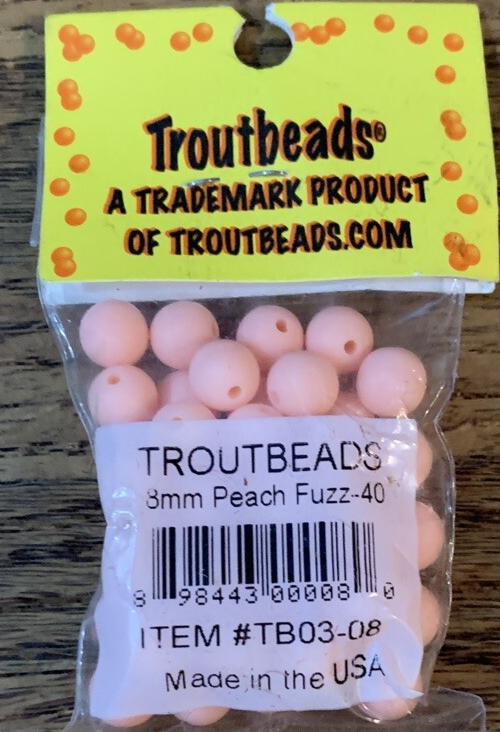 Troutbeads®
A TRADEMARK PRODUCT
OF TROUTBEADS.COM
TROUTBEADS
8mm Peach Fuzz-40
8 98443 00008 0
ITEM #TB03-08
Made in the USA